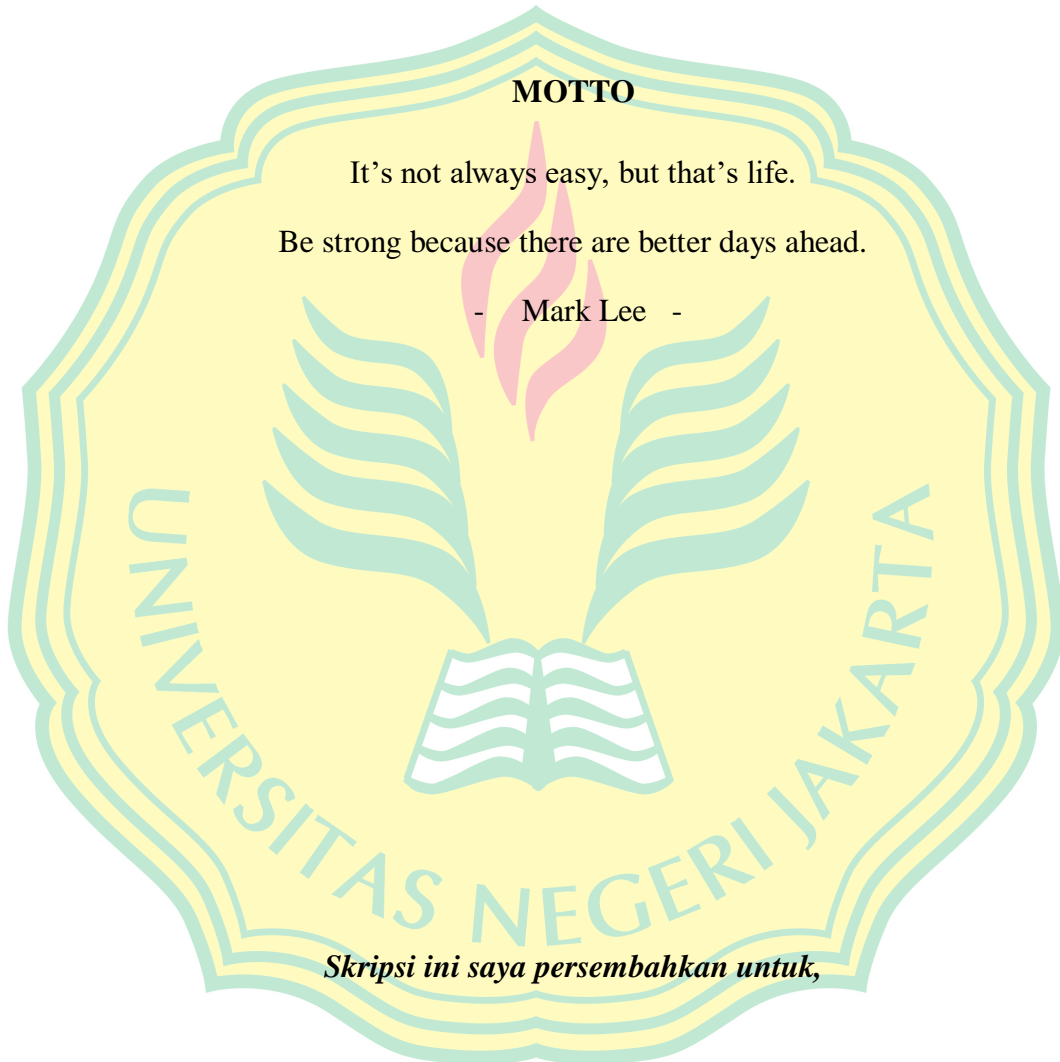 MOTTO
It’s not always easy, but that’s life.
Be strong because there are better days ahead.
- Mark Lee -
UNIVERSITAS NEGERI JAKARTA
Skripsi ini saya persembahkan untuk,